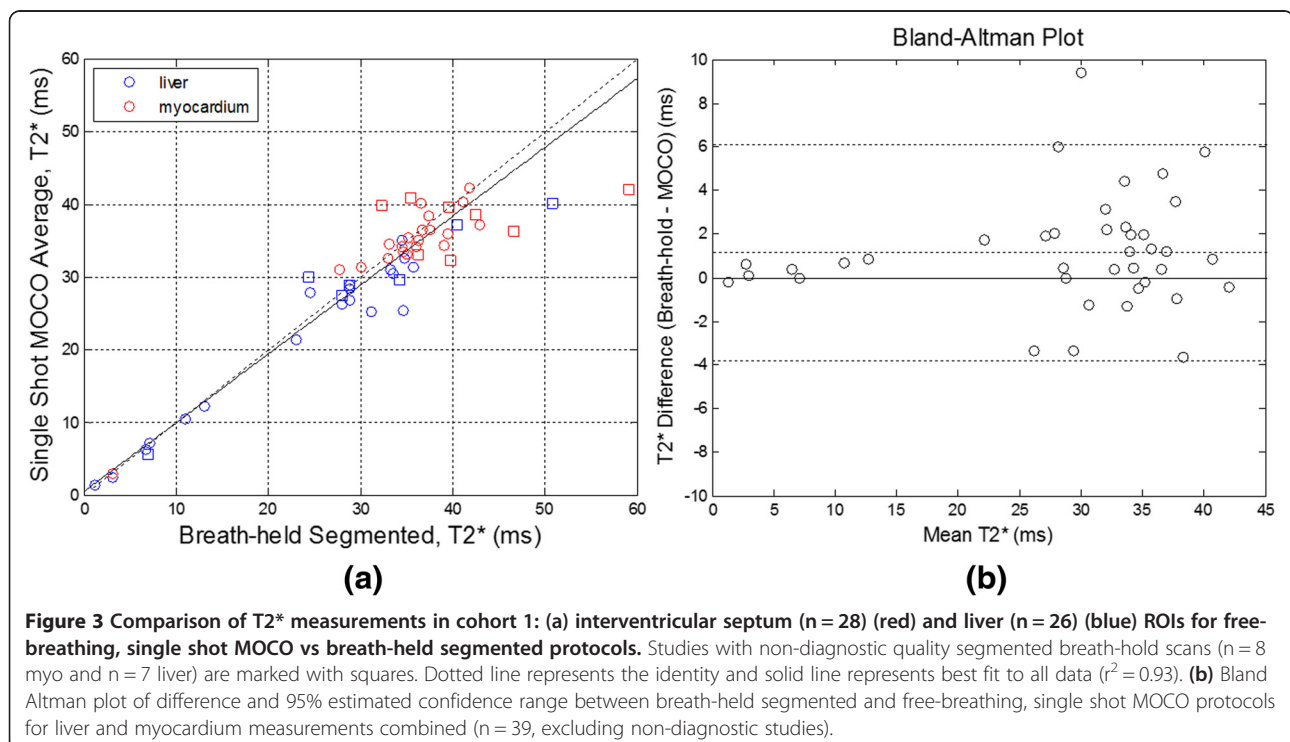 60
50
40
30
20
10
0
Single Shot MOCO Average, T2* (ms)
liver
myocardium
0 10 20 30 40 50 60
Breath-held Segmented, T2* (ms)
(a)
Bland-Altman Plot
10
8
6
4
2
0
-2
-4
-6
-8
-10
T2* Difference (Breath-hold - MOCO) (ms)
0 5 10 15 20 25 30 35 40 45
Mean T2* (ms)
(b)
Figure 3 Comparison of T2* measurements in cohort 1: (a) interventricular septum (n = 28) (red) and liver (n = 26) (blue) ROIs for free-
breathing, single shot MOCO vs breath-held segmented protocols. Studies with non-diagnostic quality segmented breath-hold scans (n = 8
myo and n = 7 liver) are marked with squares. Dotted line represents the identity and solid line represents best fit to all data (r² = 0.93). (b) Bland
Altman plot of difference and 95% estimated confidence range between breath-held segmented and free-breathing, single shot MOCO protocols
for liver and myocardium measurements combined (n = 39, excluding non-diagnostic studies).